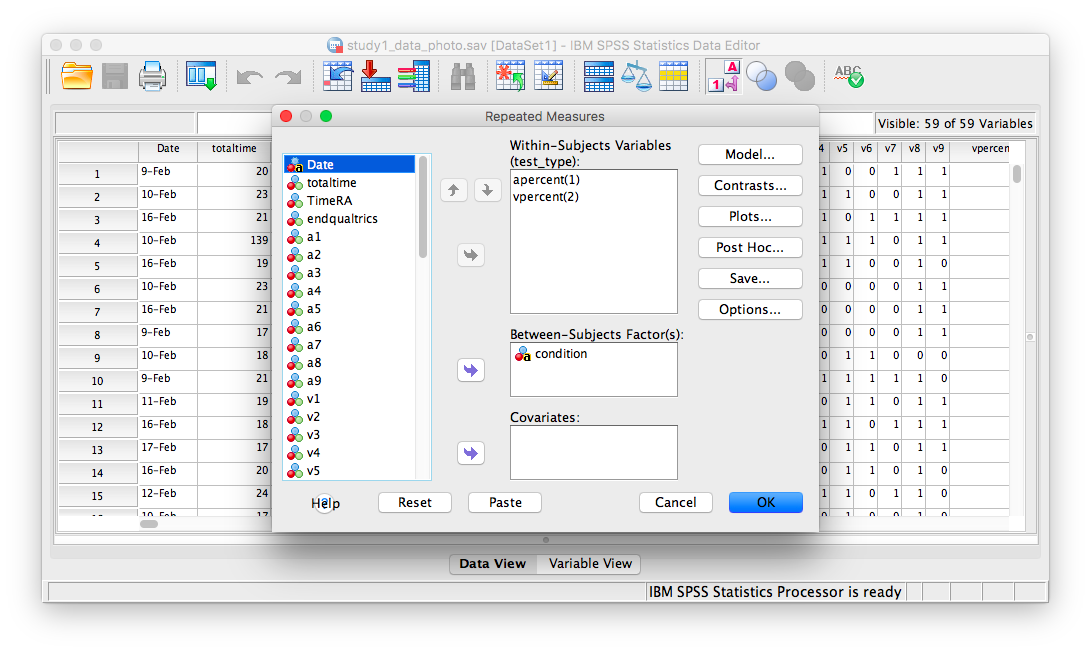 study1_data_photo.sav [DataSet1] - IBM SPSS Statistics Data Editor
A
1
ABC
Visible: 59 of 59 Variables
Repeated Measures
Date
totaltime
TimeRA
endqualtrics
a1
a2
a3
a4
a5
a6
a7
a8
a9
v1
v2
v3
v4
v5
Within-Subjects Variables
(test_type):
apercent(1)
vpercent(2)
Between-Subjects Factor(s):
condition
Covariates:
Model...
Contrasts...
Plots...
Post Hoc...
Save...
Options...
Help Reset Paste Cancel OK
Date totaltime 4 v5 v6 v7 v8 v9 vpercen
1 9-Feb 20 1 0 0 1 1 1
2 10-Feb 23 1 1 0 0 1 1
3 16-Feb 21 1 0 1 1 1 1
4 10-Feb 139 1 1 1 0 1 1
5 16-Feb 19 1 1 0 0 1 0
6 10-Feb 23 0 0 0 0 1 1
7 16-Feb 21 0 0 0 1 1 1
8 9-Feb 17 0 0 0 1 1 1
9 10-Feb 18 0 1 1 0 0 0
10 9-Feb 21 0 1 1 1 1 0
11 11-Feb 19 0 1 1 0 1 1
12 16-Feb 18 0 1 1 0 1 1
13 17-Feb 17 0 1 1 0 0 1
14 16-Feb 20 0 0 1 0 1 0
15 12-Feb 24 0 1 0 1 1 0
Data View Variable View
IBM SPSS Statistics Processor is ready